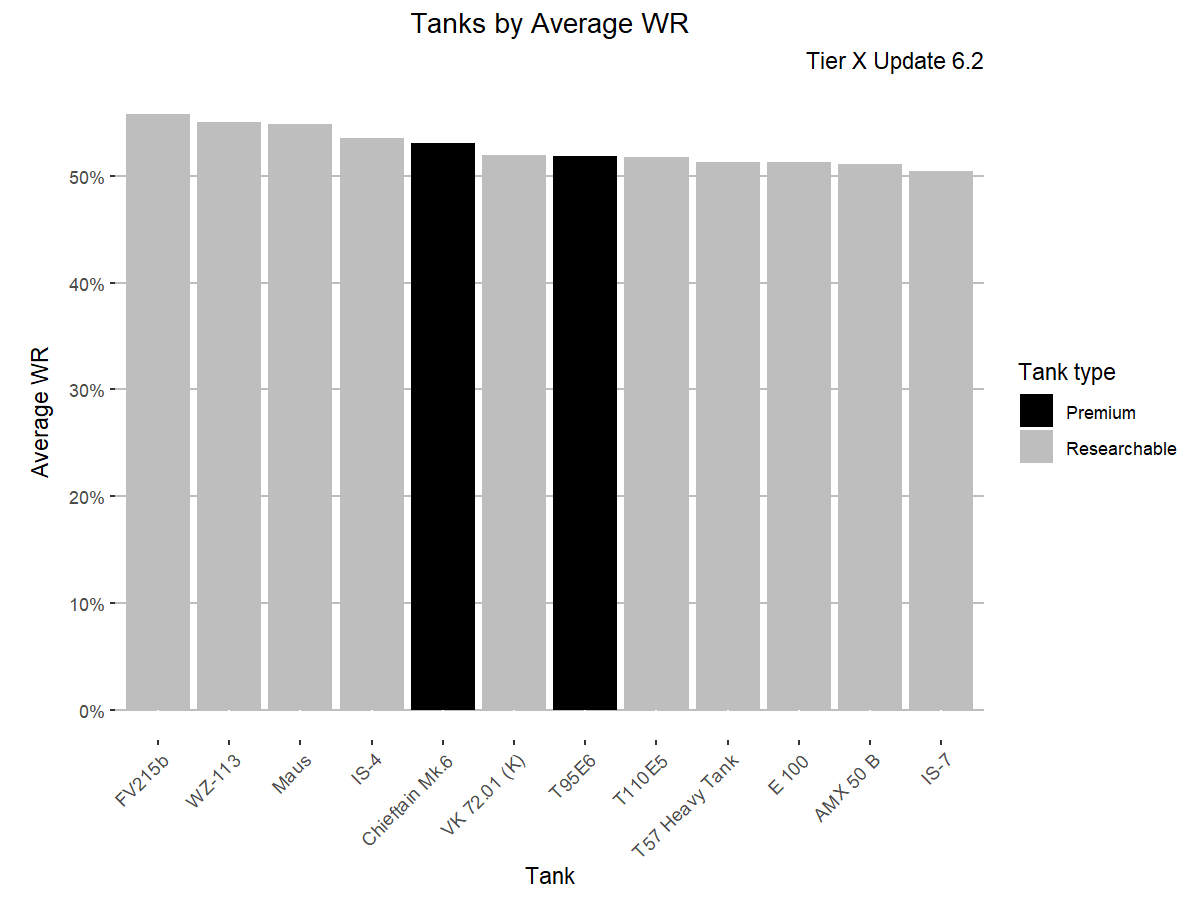 Tanks by Average WR
Tier X Update 6.2
Average WR
50%
40%
30%
20%
10%
0%
FV215b
WZ-113
Maus
IS-4
Chieftain Mk.6
VK 72.01 (K)
T95E6
T110E5
T57 Heavy Tank
E 100
AMX 50 B
IS-7
Tank
Tank type
Premium
Researchable